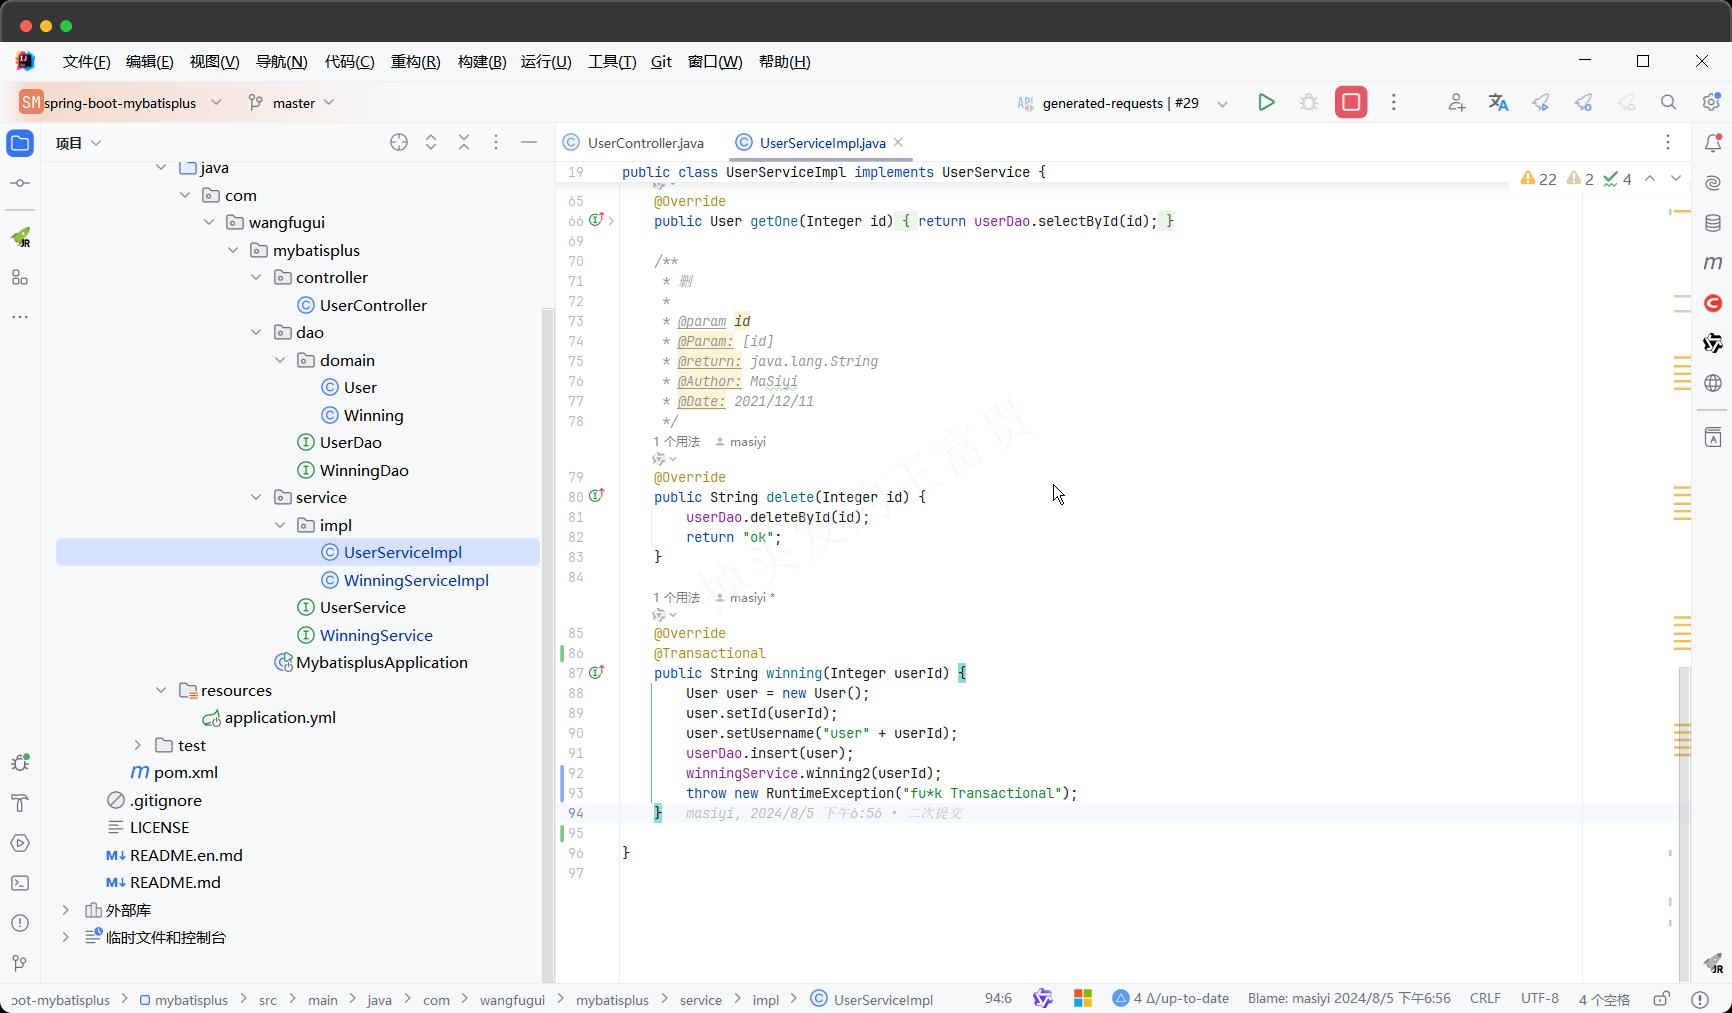 文件(F) 编辑(E) 视图(V) 导航(N) 代码(C) 重构(R) 构建(B) 运行(U) 工具(T) Git 窗口(W) 帮助(H)
SM spring-boot-mybatisplus master API generated-requests | #29
项目
java
com
wangfugui
mybatisplus
controller
UserController
dao
domain
User
Winning
UserDao
WinningDao
service
impl
UserServiceImpl
WinningServiceImpl
UserService
WinningService
MybatisplusApplication
resources
application.yml
test
pom.xml
.gitignore
LICENSE
M↓ README.en.md
M↓ README.md
外部库
临时文件和控制台
UserController.java UserServiceImpl.java
19 public class UserServiceImpl implements UserService {
22 2 4
65 @Override
66 public User getOne(Integer id) { return userDao.selectById(id); }
69
70 /**
71 * 删
72 *
73 * @param id
74 * @Param: [id]
75 * @return: java.lang.String
76 * @Author: MaSiyi
77 * @Date: 2021/12/11
78 */
1 个用法 masiyi
79 @Override
80 public String delete(Integer id) {
81 userDao.deleteById(id);
82 return "ok";
83 }
84
1 个用法 masiyi *
85 @Override
86 @Transactional
87 public String winning(Integer userId) {
88 User user = new User();
89 user.setId(userId);
90 user.setUsername("user" + userId);
91 userDao.insert(user);
92 winningService.winning2(userId);
93 throw new RuntimeException("fu*k Transactional");
94 } masiyi, 2024/8/5 下午6:56 • 二次提交
95
96 }
97
掉头发的王富贵
oot-mybatisplus mybatisplus src main java com wangfugui mybatisplus service impl UserServiceImpl 94:6 4 Δ/up-to-date Blame: masiyi 2024/8/5 下午6:56 CRLF UTF-8 4 个空格